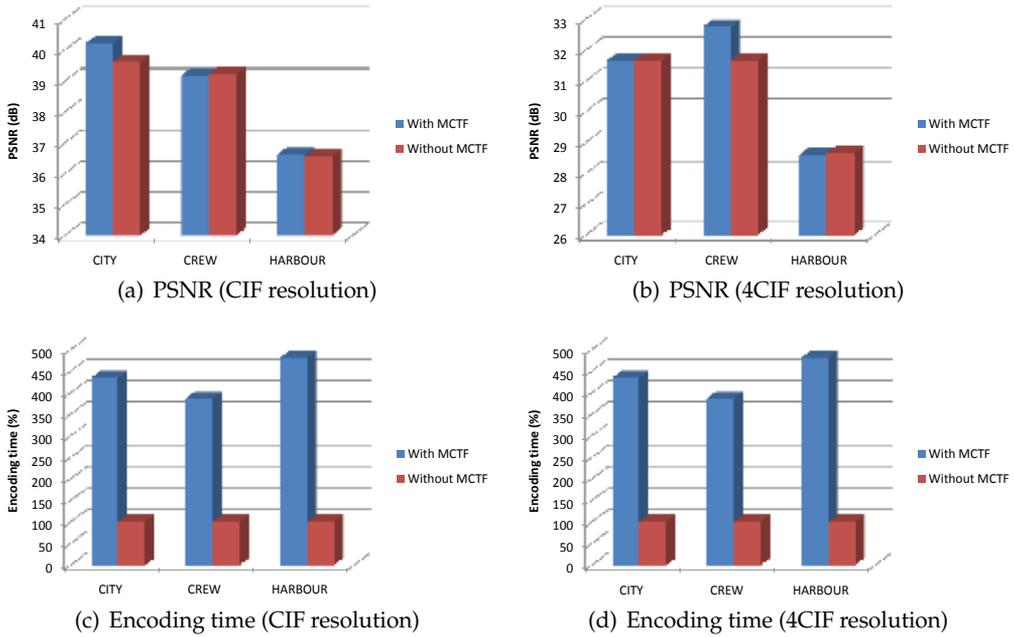 41
40
39
38
37
36
35
34
PSNR (dB)
CITY
CREW
HARBOUR
With MCTF
Without MCTF
(a) PSNR (CIF resolution)
33
32
31
30
29
28
27
26
PSNR (dB)
CITY
CREW
HARBOUR
With MCTF
Without MCTF
(b) PSNR (4CIF resolution)
500
450
400
350
300
250
200
150
100
50
0
Encoding time (%)
CITY
CREW
HARBOUR
With MCTF
Without MCTF
(c) Encoding time (CIF resolution)
500
450
400
350
300
250
200
150
100
50
0
Encoding time (%)
CITY
CREW
HARBOUR
With MCTF
Without MCTF
(d) Encoding time (4CIF resolution)